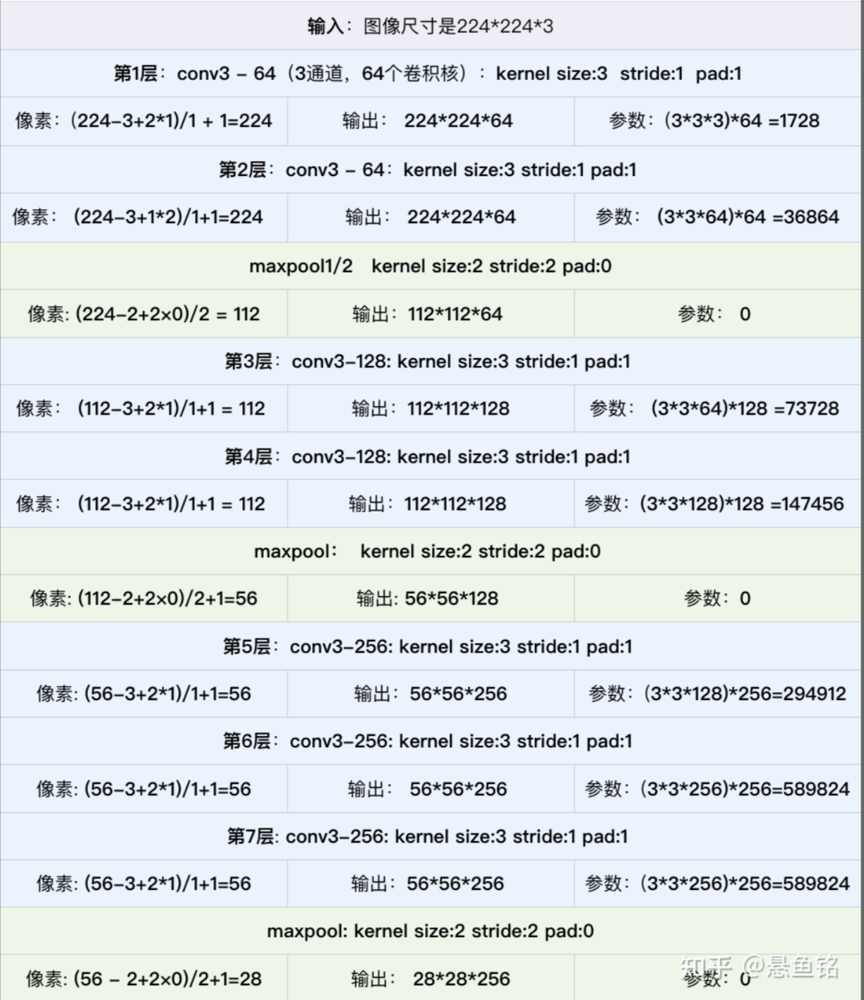 输入：图像尺寸是224*224*3
第1层：conv3 – 64（3通道，64个卷积核）：kernel size:3 stride:1 pad:1
像素：（224–3+2*1)/1 + 1=224 输出： 224*224*64 参数：（3*3*3)*64 =1728
第2层：conv3 – 64：kernel size:3 stride:1 pad:1
像素： （224–3+1*2)/1+1=224 输出： 224*224*64 参数： （3*3*64)*64 =36864
maxpool1/2 kernel size:2 stride:2 pad:0
像素: (224–2+2×0)/2 = 112 输出：112*112*64 参数： 0
第3层：conv3–128: kernel size:3 stride:1 pad:1
像素： （112–3+2*1)/1+1 = 112 输出：112*112*128 参数： （3*3*64)*128 =73728
第4层：conv3–128: kernel size:3 stride:1 pad:1
像素： （112–3+2*1)/1+1 = 112 输出：112*112*128 参数：（3*3*128)*128 =147456
maxpool： kernel size:2 stride:2 pad:0
像素: (112–2+2×0)/2+1=56 输出: 56*56*128 参数：0
第5层：conv3–256: kernel size:3 stride:1 pad:1
像素: (56–3+2*1)/1+1=56 输出：56*56*256 参数：（3*3*128)*256=294912
第6层：conv3–256: kernel size:3 stride:1 pad:1
像素: (56–3+2*1)/1+1=56 输出： 56*56*256 参数：（3*3*256)*256=589824
第7层: conv3–256: kernel size:3 stride:1 pad:1
像素: (56–3+2*1)/1+1=56 输出：56*56*256 参数：（3*3*256)*256=589824
maxpool: kernel size:2 stride:2 pad:0
像素: (56 – 2+2×0)/2+1=28 输出： 28*28*256 参数：0
知乎 @悬鱼铭